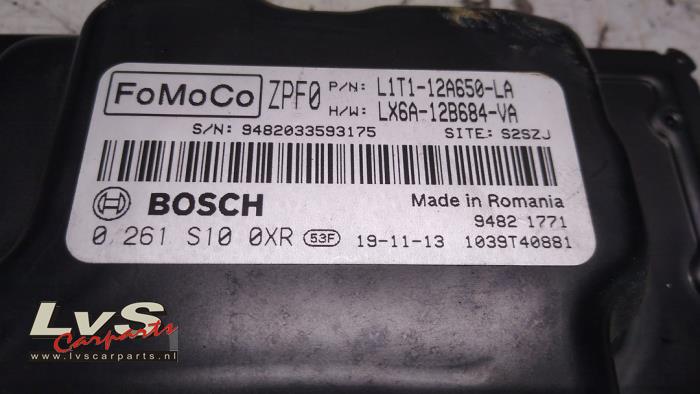 FoMoCo ZPF0 P/N: L1T1-12A650-LA
H/W: LX6A-12B684-VA
S/N: 9482033593175 SITE: S2SZJ
BOSCH Made in Romania
9482 1771
0 261 S10 0XR 53F 19-11-13 1039T40881
LvS
Carparts
www.lvscarparts.nl